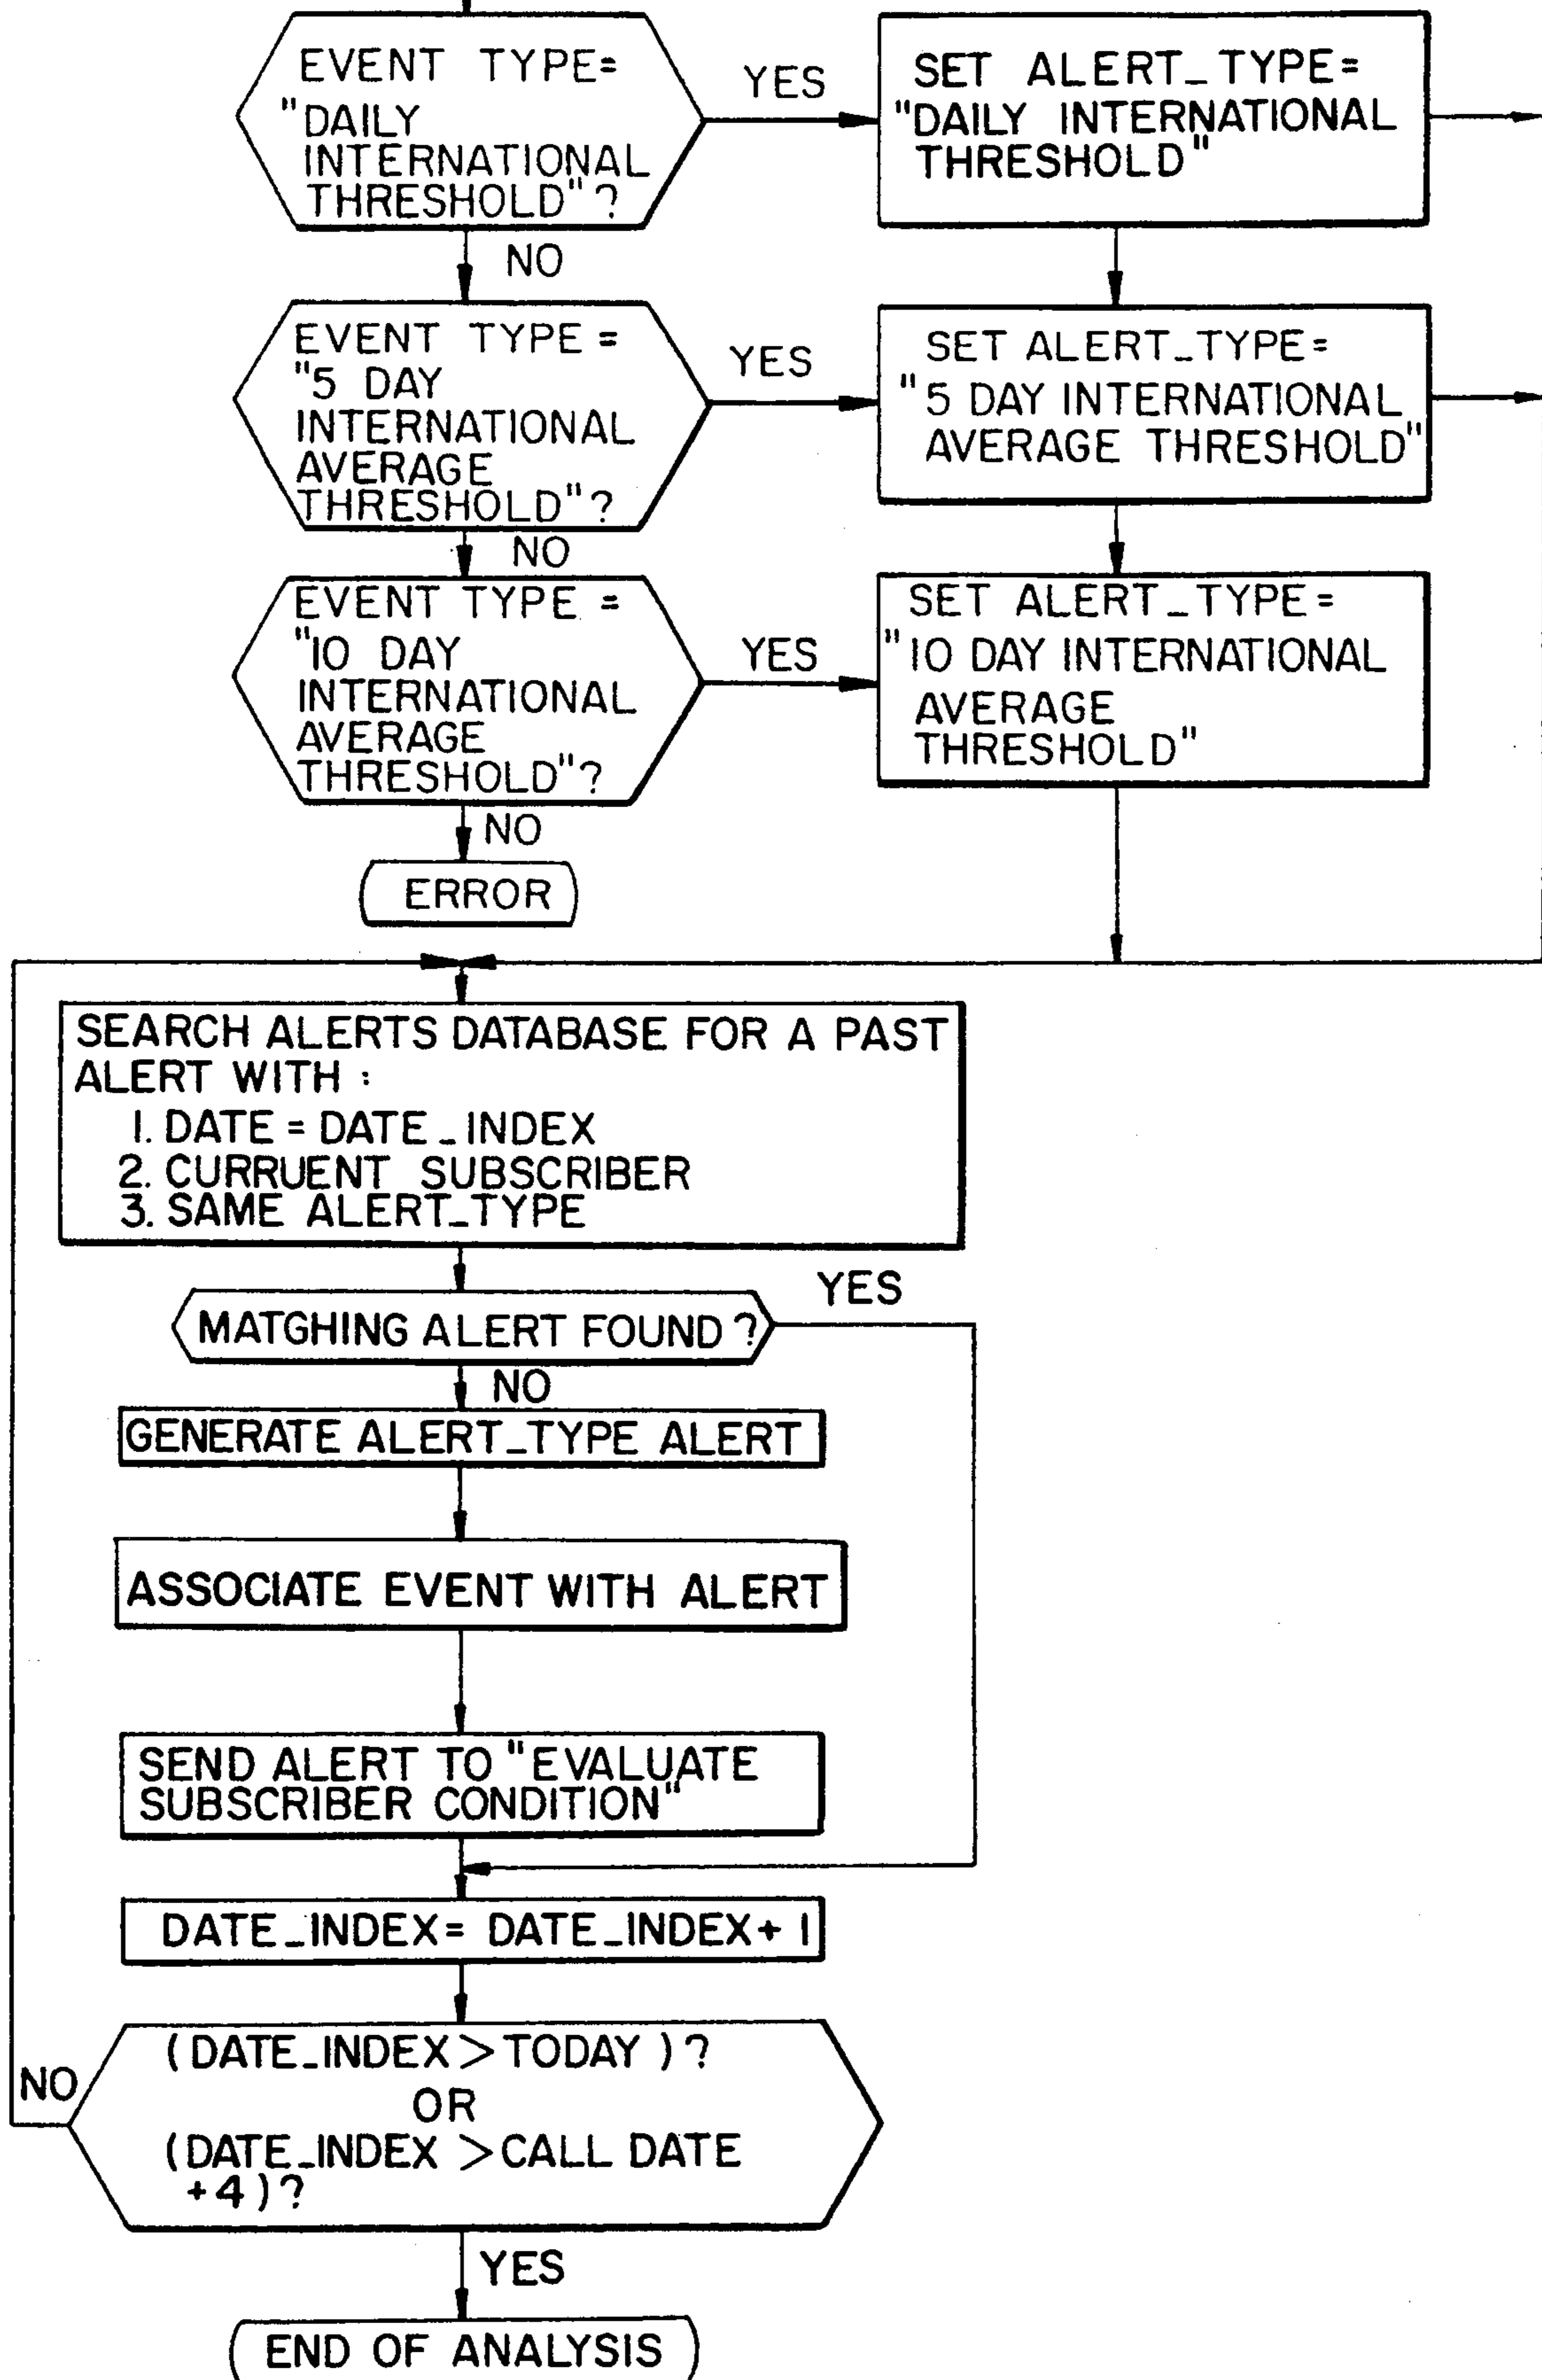 EVENT TYPE=
"DAILY
INTERNATIONAL
THRESHOLD"?
YES
SET ALERT_TYPE=
"DAILY INTERNATIONAL
THRESHOLD"
NO
EVENT TYPE =
"5 DAY
INTERNATIONAL
AVERAGE
THRESHOLD"?
YES
SET ALERT_TYPE=
"5 DAY INTERNATIONAL
AVERAGE THRESHOLD"
NO
EVENT TYPE =
"10 DAY
INTERNATIONAL
AVERAGE
THRESHOLD"?
YES
SET ALERT_TYPE=
"10 DAY INTERNATIONAL
AVERAGE
THRESHOLD"
NO
ERROR
SEARCH ALERTS DATABASE FOR A PAST
ALERT WITH :
1. DATE = DATE_INDEX
2. CURRUENT SUBSCRIBER
3. SAME ALERT_TYPE
YES
MATGHING ALERT FOUND ?
NO
GENERATE ALERT_TYPE ALERT
ASSOCIATE EVENT WITH ALERT
SEND ALERT TO "EVALUATE
SUBSCRIBER CONDITION"
DATE_INDEX= DATE_INDEX+ 1
(DATE_INDEX > TODAY )?
NO
OR
(DATE_INDEX > CALL DATE
+4)?
YES
END OF ANALYSIS